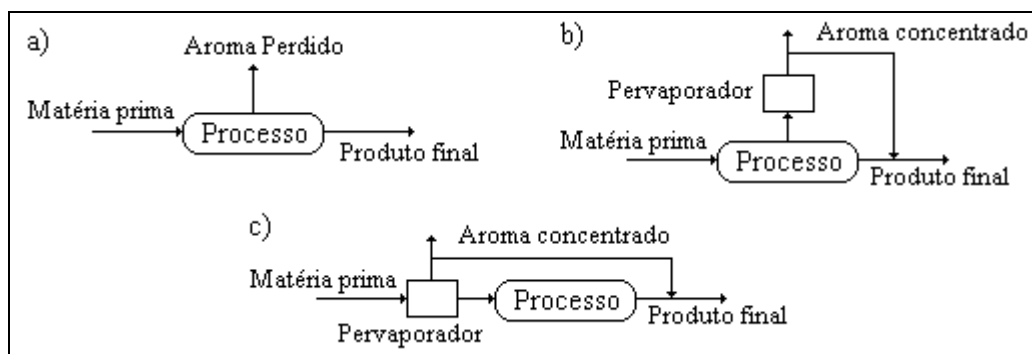 a)
Aroma Perdido
Matéria prima
Processo
Produto final
b)
Aroma concentrado
Pervaporador
Matéria prima
Processo
Produto final
c)
Aroma concentrado
Matéria prima
Processo
Produto final
Pervaporador